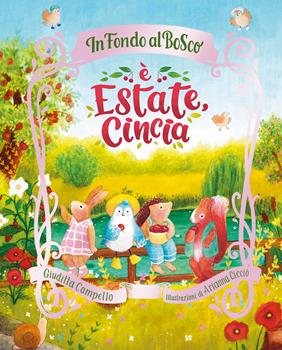 In Fondo al Bosco
è
Estate,
Cincia
Giuditta Campello
Illustrazioni di Arianna Cicciò